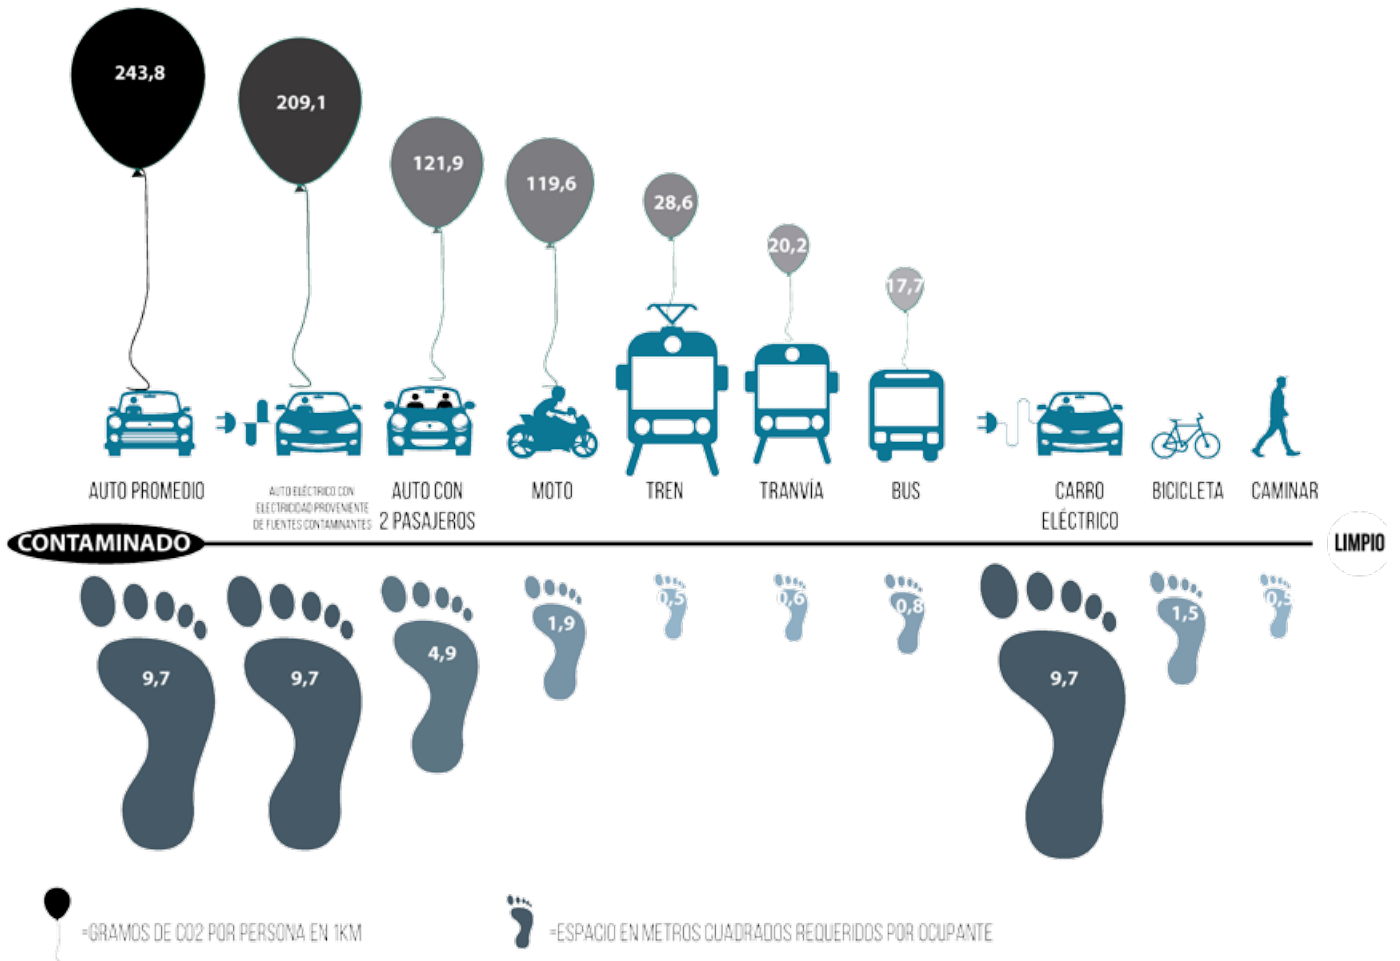 243,8
209,1
121,9
119,6
28,6
20,2
17,7
AUTO PROMEDIO
AUTO ELÉCTRICO CON
ELECTRICIDAD PROVENIENTE
DE FUENTES CONTAMINANTES
AUTO CON
2 PASAJEROS
MOTO
TREN
TRANVÍA
BUS
CARRO
ELÉCTRICO
BICICLETA
CAMINAR
CONTAMINADO
LIMPIO
9,7
9,7
4,9
1,9
0,5
0,6
0,8
9,7
1,5
0,5
=GRAMOS DE CO2 POR PERSONA EN 1KM
=ESPACIO EN METROS CUADRADOS REQUERIDOS POR OCUPANTE